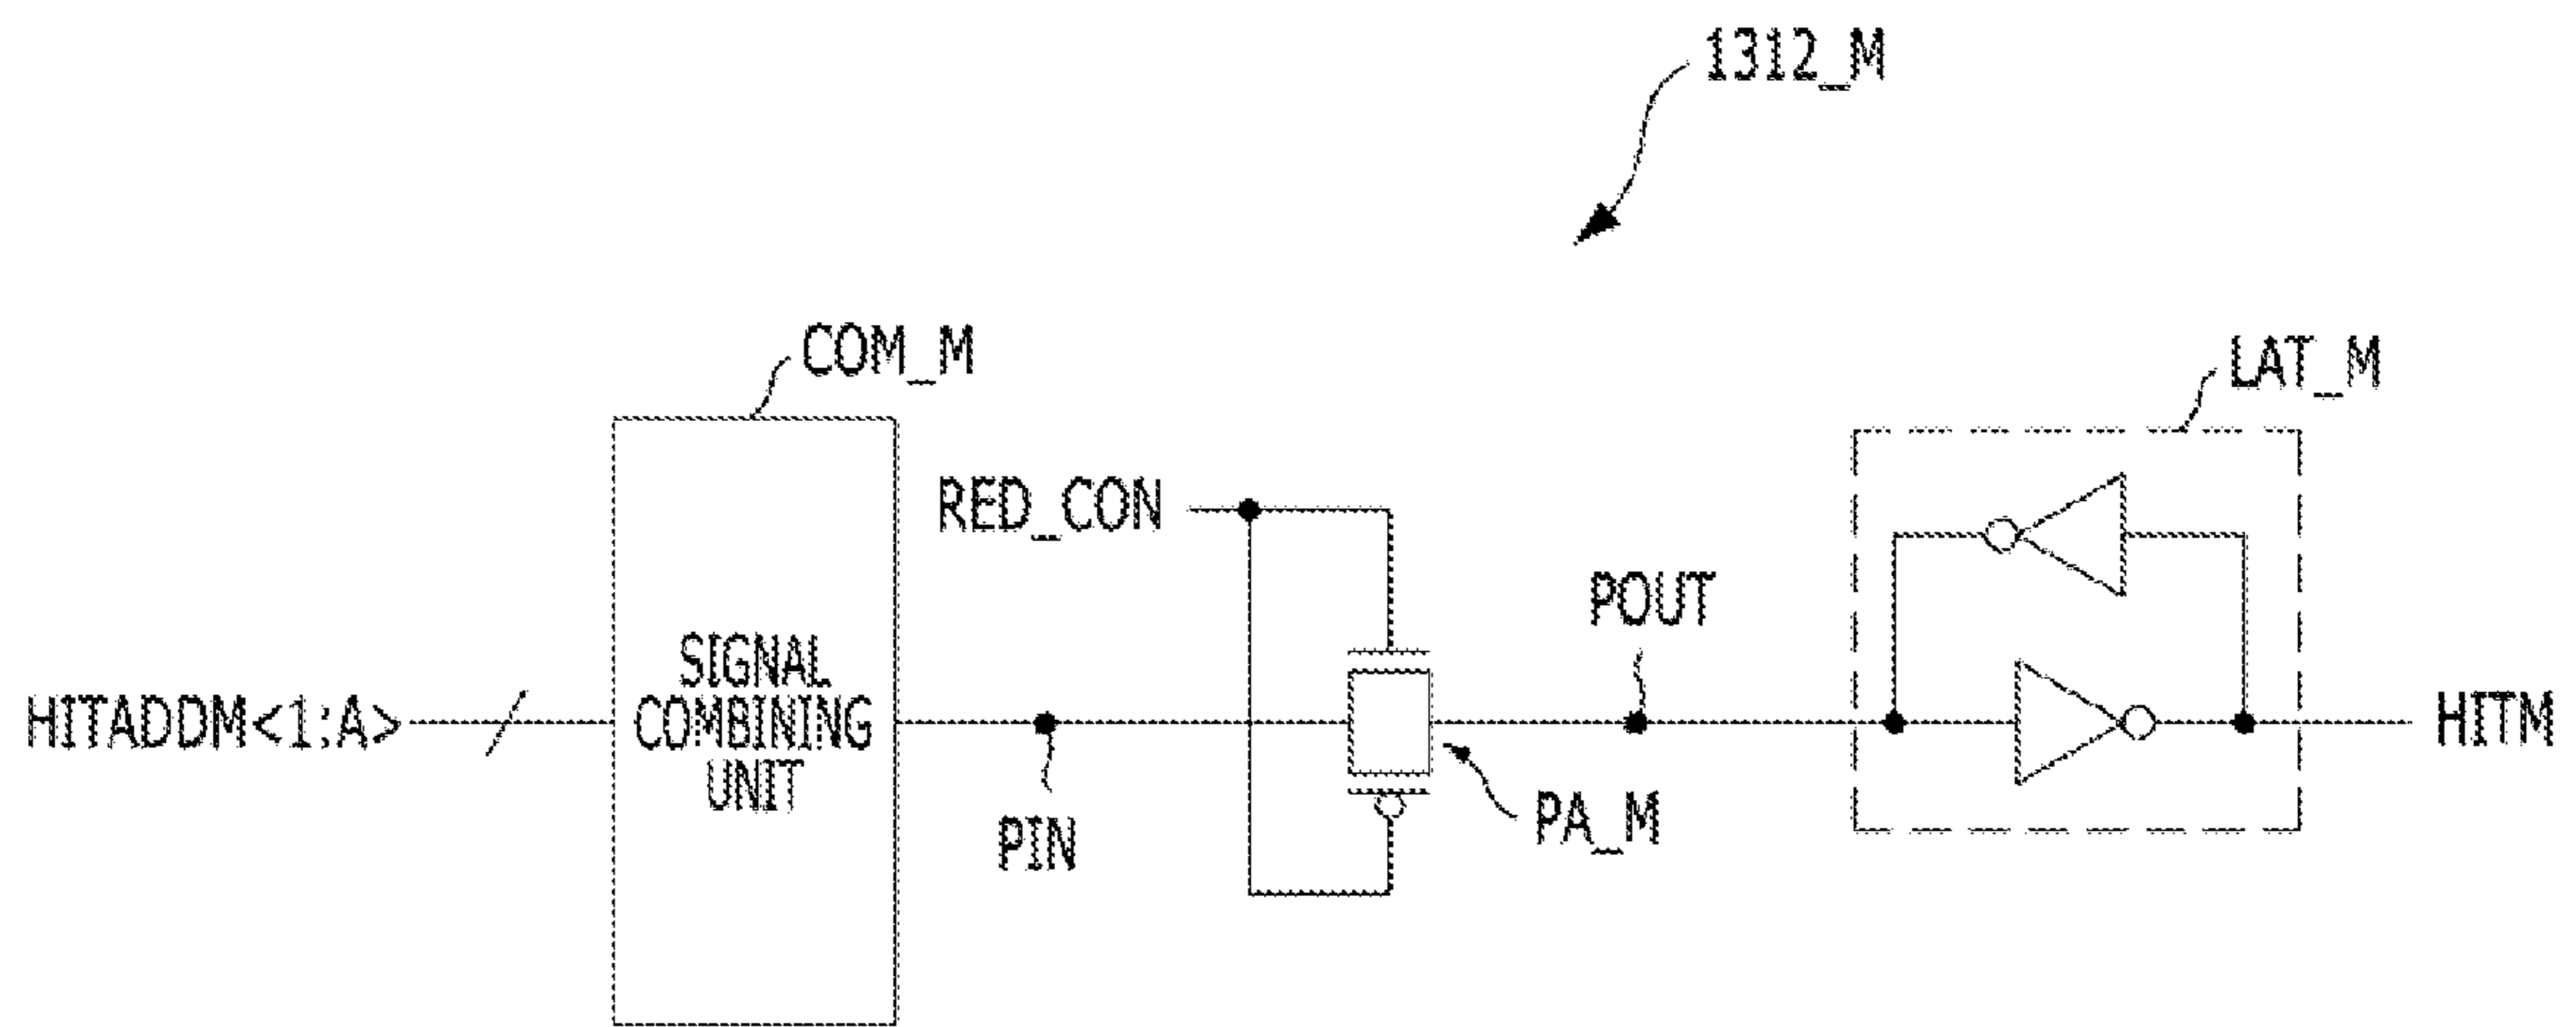 1312_M
COM_M
LAT_M
RED_CON
POUT
HITADDM<1:A>
SIGNAL
COMBINING
UNIT
HITM
PIN
PA_M